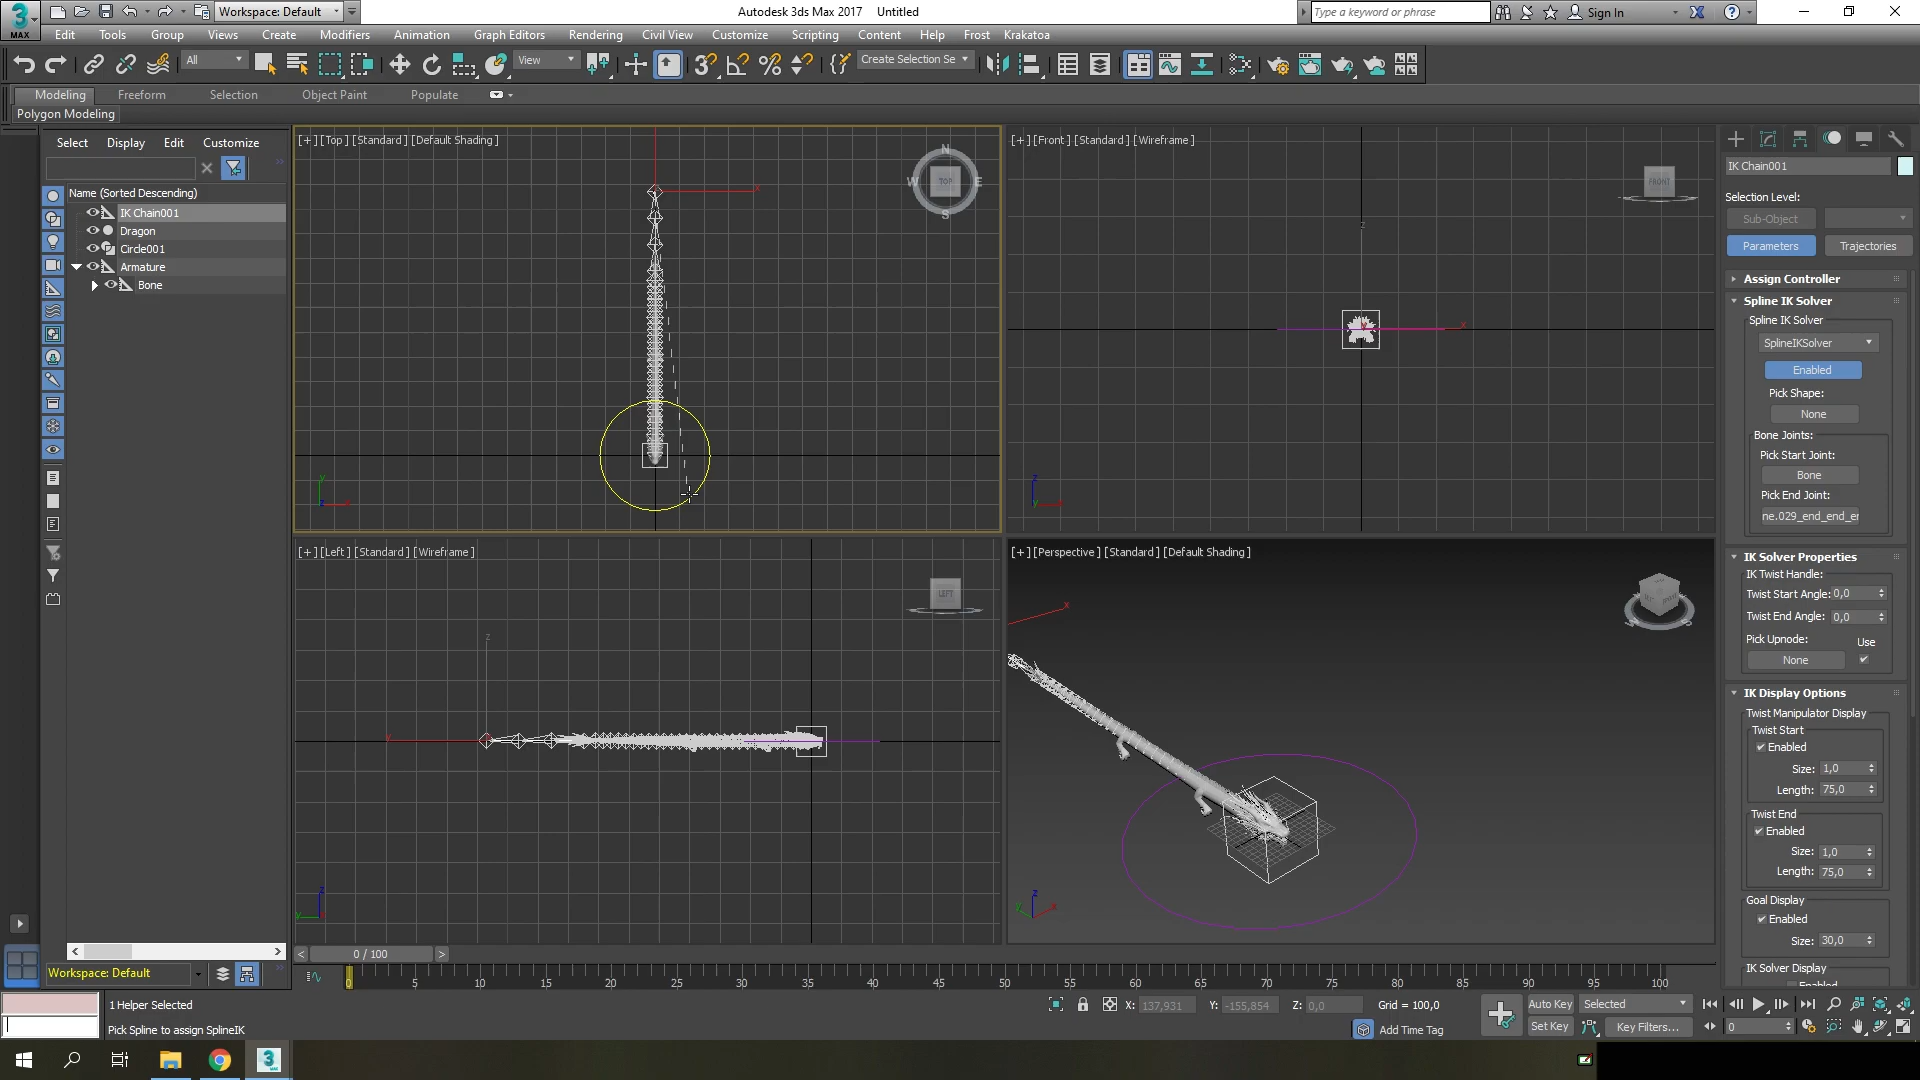 3
MAX
Workspace: Default
Autodesk 3ds Max 2017
Untitled
Type a keyword or phrase
Sign In
Edit
Tools
Group
Views
Create
Modifiers
Animation
Graph Editors
Rendering
Civil View
Customize
Scripting
Content
Help
Frost
Krakatoa
All
View
Create Selection Se
Modeling
Freeform
Selection
Object Paint
Populate
Polygon Modeling
Select
Display
Edit
Customize
Name (Sorted Descending)
IK Chain001
Dragon
Circle001
Armature
Bone
[+] [Top] [Standard] [Default Shading]
N
W
TOP
E
S
x
y
[+] [Front] [Standard] [Wireframe]
FRONT
z
x
z
[+] [Left] [Standard] [Wireframe]
LEFT
z
z
y
[+] [Perspective] [Standard] [Default Shading]
x
z
y
x
IK Chain001
Selection Level:
Sub-Object
Parameters
Trajectories
Assign Controller
Spline IK Solver
Spline IK Solver
SplineIKSolver
Enabled
Pick Shape:
None
Bone Joints:
Pick Start Joint:
Bone
Pick End Joint:
ne.029_end_end_er
IK Solver Properties
IK Twist Handle:
Twist Start Angle: 0,0
Twist End Angle: 0,0
Pick Upnode:
Use
None
IK Display Options
Twist Manipulator Display
Twist Start
Enabled
Size: 1,0
Length: 75,0
Twist End
Enabled
Size: 1,0
Length: 75,0
Goal Display
Enabled
Size: 30,0
IK Solver Display
Enabled
< 0 / 100 >
Workspace: Default
0 5 10 15 20 25 30 35 40 45 50 55 60 65 70 75 80 85 90 95 100
1 Helper Selected
Pick Spline to assign SplineIK
X: 137,931
Y: -155,854
Z: 0,0
Grid = 100,0
Add Time Tag
Auto Key
Selected
Set Key
Key Filters...
0
3